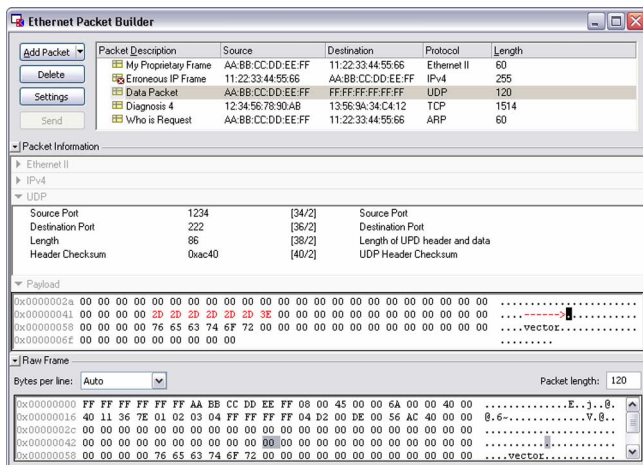 Ethernet Packet Builder
Add Packet
Delete
Settings
Send
Packet Description Source Destination Protocol Length
My Proprietary Frame AA:BB:CC:DD:EE:FF 11:22:33:44:55:66 Ethernet II 60
Erroneous IP Frame 11:22:33:44:55:66 AA:BB:CC:DD:EE:FF IPv4 255
Data Packet AA:BB:CC:DD:EE:FF FF:FF:FF:FF:FF:FF UDP 120
Diagnosis 4 12:34:56:78:90:AB 13:56:9A:34:C4:12 TCP 1514
Who is Request AA:BB:CC:DD:EE:FF 11:22:33:44:55:66 ARP 60
Packet Information
Ethernet II
IPv4
UDP
Source Port 1234 [34/2] Source Port
Destination Port 222 [36/2] Destination Port
Length 86 [38/2] Length of UPD header and data
Header Checksum 0xac40 [40/2] UDP Header Checksum
Payload
0x0000002a 00 00 00 00 00 00 00 00 00 00 00 00 00 00 00 00 00 00 00 00 00 00 00 .......................
0x00000041 00 00 00 00 2D 2D 2D 2D 2D 2D 3E 00 00 00 00 00 00 00 00 00 00 00 00 ....------>............
0x00000058 00 00 00 00 76 65 63 74 6F 72 00 00 00 00 00 00 00 00 00 00 00 00 00 ....vector.............
0x0000006f 00 00 00 00 00 00 00 00 00 .........
Raw Frame
Bytes per line: Auto Packet length: 120
0x00000000 FF FF FF FF FF FF AA BB CC DD EE FF 08 00 45 00 00 6A 00 00 40 00 ..............E..j..@.
0x00000016 40 11 36 7E 01 02 03 04 FF FF FF FF 04 D2 00 DE 00 56 AC 40 00 00 @.6~.............V.@..
0x0000002c 00 00 00 00 00 00 00 00 00 00 00 00 00 00 00 00 00 00 00 00 00 00 ......................
0x00000042 00 00 00 00 00 00 00 00 00 00 00 00 00 00 00 00 00 00 00 00 00 00 ......................
0x00000058 00 00 00 00 76 65 63 74 6F 72 00 00 00 00 00 00 00 00 00 00 00 00 ....vector............